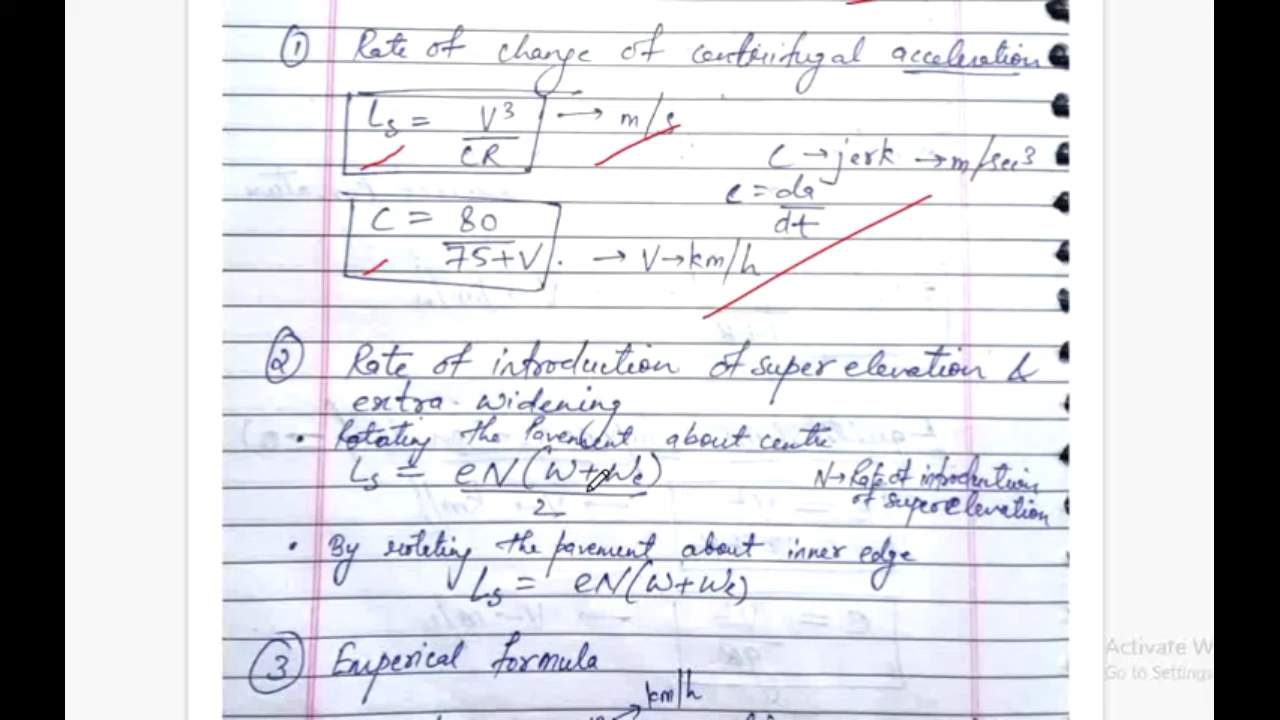 ① Rate of change of centrifugal acceleration
Ls = V³/CR → m/s
C → jerk → m/sec³
c = da/dt
C = 80/75+V. → V→km/h
② Rate of introduction of super elevation &
extra widening
• Rotating the Pavement about centre
Ls = eN(W+We)/2
N→Rate of introduction
of superelevation
• By rotating the pavement about inner edge
Ls = eN(W+We)
③ Emperical formula
km/h
Activate W
Go to Settings